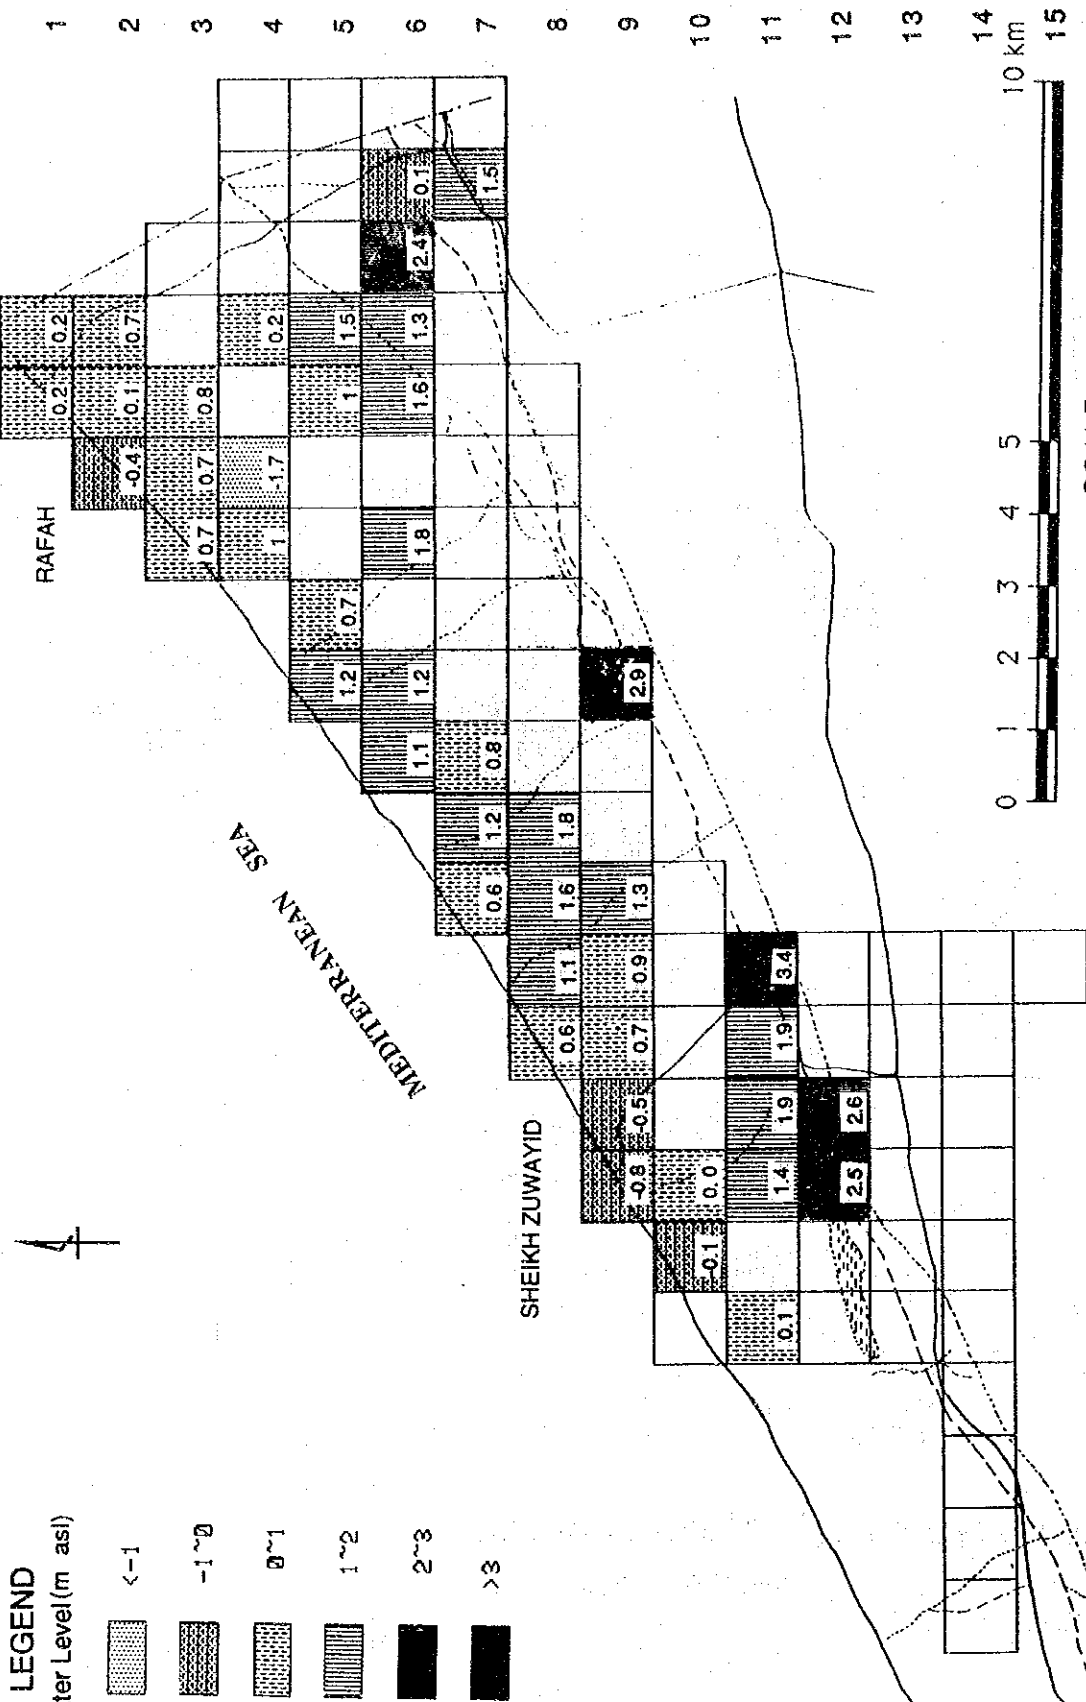 LEGEND
ter Level(m asl)
<-1
-1~0
0~1
1~2
2~3
>3
MEDITERRANEAN SEA
RAFAH
SHEIKH ZUWAYID
1
2
3
4
5
6
7
8
9
10
11
12
13
14
15
0.2 0.2
-0.4 0.1 0.7
0.7 0.7 0.8
1 -1.7 0.2
1.2 0.7 1 1.5
1.1 1.2 1.8 1.6 1.3 2.4 0.1
0.6 1.2 0.8 1.5
0.6 1.1 1.6 1.8
-0.8 -0.5 0.7 0.9 1.3 2.9
-0.1 0.0
0.1 1.4 1.9 1.9 3.4
2.5 2.6
0 1 2 3 4 5 10 km